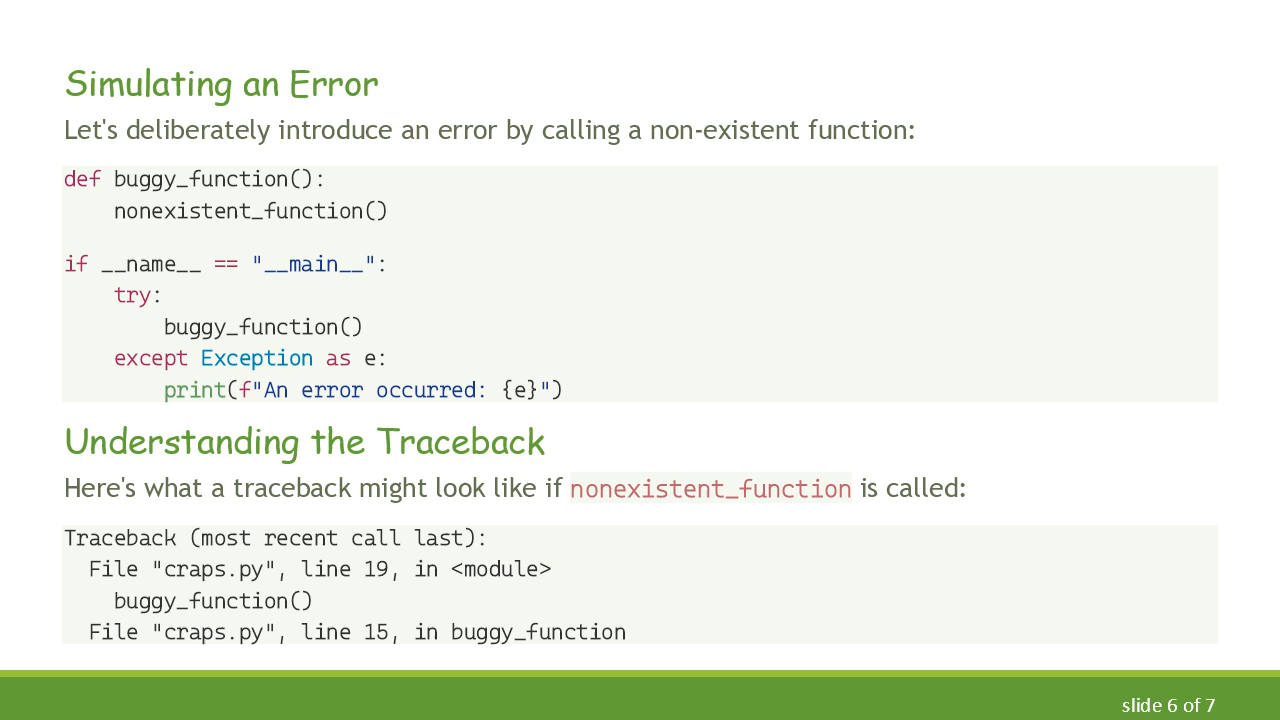 Simulating an Error
Let's deliberately introduce an error by calling a non-existent function:
def buggy_function():
    nonexistent_function()
if __name__ == "__main__":
    try:
        buggy_function()
    except Exception as e:
        print(f"An error occurred: {e}")
Understanding the Traceback
Here's what a traceback might look like if nonexistent_function is called:
Traceback (most recent call last):
  File "craps.py", line 19, in <module>
    buggy_function()
  File "craps.py", line 15, in buggy_function
slide 6 of 7